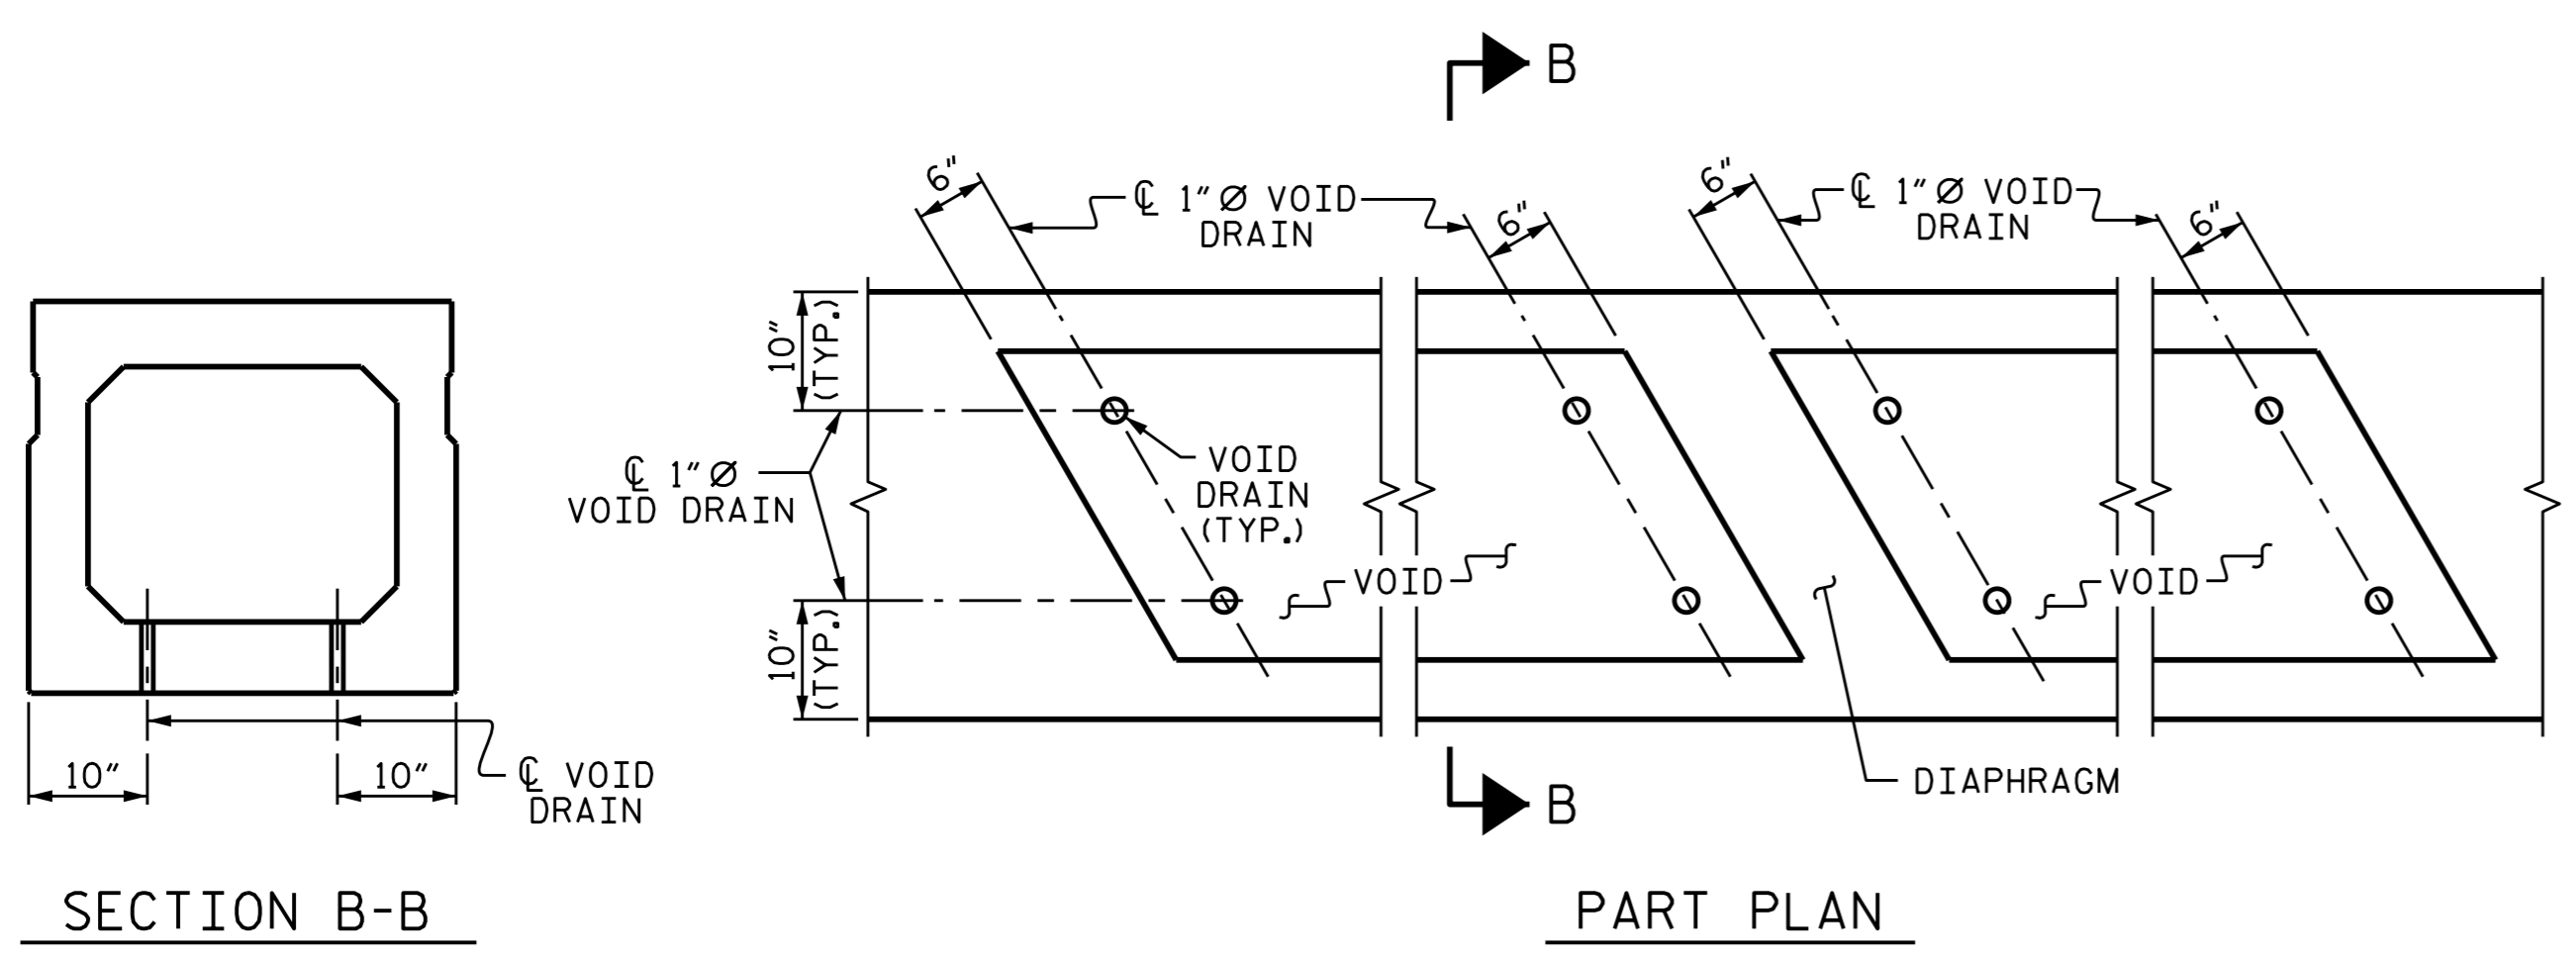 B
6"
℄ 1" Ø VOID
DRAIN
6"
6"
℄ 1" Ø VOID
DRAIN
6"
10"
(TYP.)
℄ 1" Ø
VOID DRAIN
VOID
DRAIN
(TYP.)
VOID
VOID
10"
(TYP.)
DIAPHRAGM
B
10"
10"
℄ VOID
DRAIN
SECTION B-B
PART PLAN